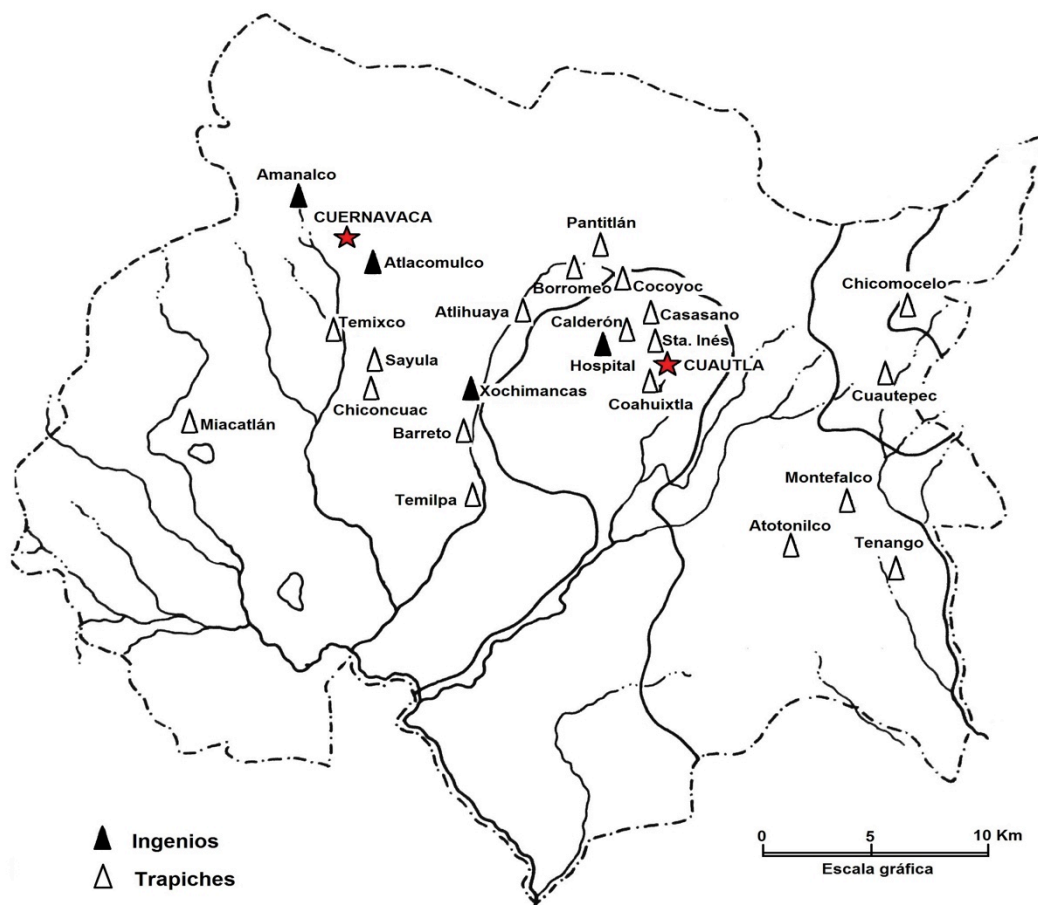 Amanalco
CUERNAVACA
Atlacomulco
Pantitlán
Borromeo
Cocoyoc
Chicomocelo
Atlihuaya
Calderón
Casasano
Temixco
Sta. Inés
Sayula
Hospital
CUAUTLA
Cuautepec
Chiconcuac
Xochimancas
Coahuixtla
Miacatlán
Barreto
Montefalco
Temilpa
Atotonilco
Tenango
Ingenios
Trapiches
0 5 10 Km
Escala gráfica